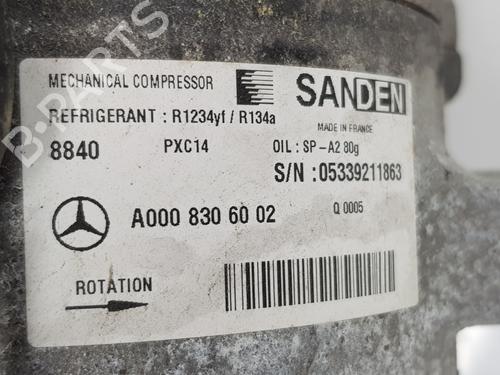 MECHANICAL COMPRESSOR
SANDEN
REFRIGERANT : R1234yf / R134a
MADE IN FRANCE
8840 PXC14 OIL : SP-A2 80g
S/N : 05339211863
A000 830 60 02 Q 0005
ROTATION
B-PARTS